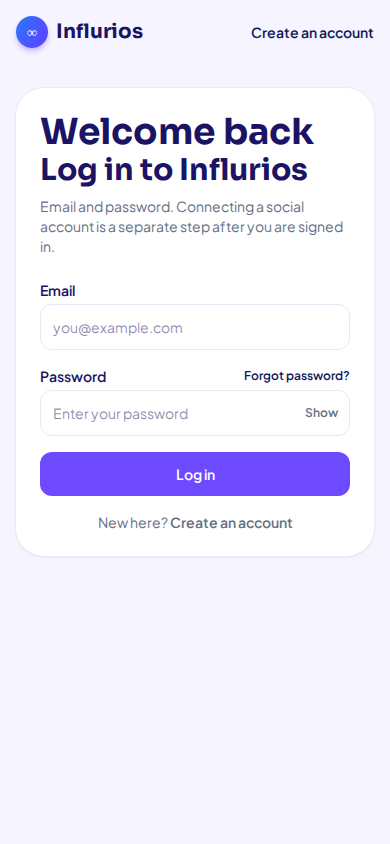 ∞ Influrios
Create an account
Welcome back
Log in to Influrios
Email and password. Connecting a social
account is a separate step after you are signed
in.
Email
you@example.com
Password
Forgot password?
Enter your password
Show
Log in
New here? Create an account